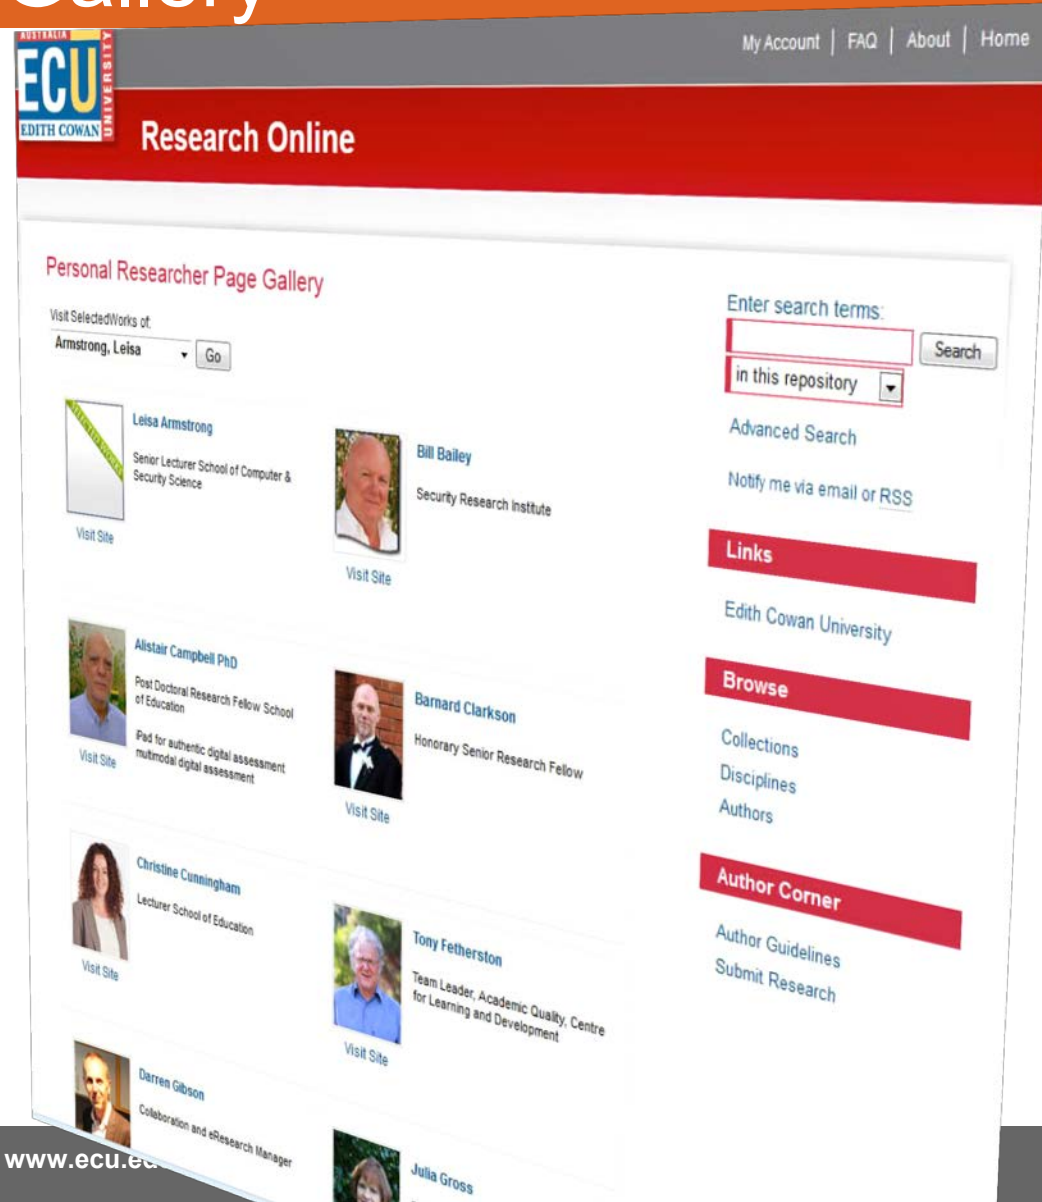 Gallery
AUSTRALIA
ECU
EDITH COWAN
UNIVERSITY
My Account | FAQ | About | Home
Research Online
Personal Researcher Page Gallery
Visit SelectedWorks of:
Armstrong, Leisa
Go
Leisa Armstrong
Senior Lecturer School of Computer &
Security Science
Visit Site
Bill Bailey
Security Research Institute
Visit Site
Alistair Campbell PhD
Post Doctoral Research Fellow School
of Education
iPad for authentic digital assessment
multimodal digital assessment
Visit Site
Barnard Clarkson
Honorary Senior Research Fellow
Visit Site
Christine Cunningham
Lecturer School of Education
Visit Site
Tony Fetherston
Team Leader, Academic Quality, Centre
for Learning and Development
Visit Site
Darren Gibson
Collaboration and eResearch Manager
Julia Gross
Enter search terms:
Search
in this repository
Advanced Search
Notify me via email or RSS
Links
Edith Cowan University
Browse
Collections
Disciplines
Authors
Author Corner
Author Guidelines
Submit Research